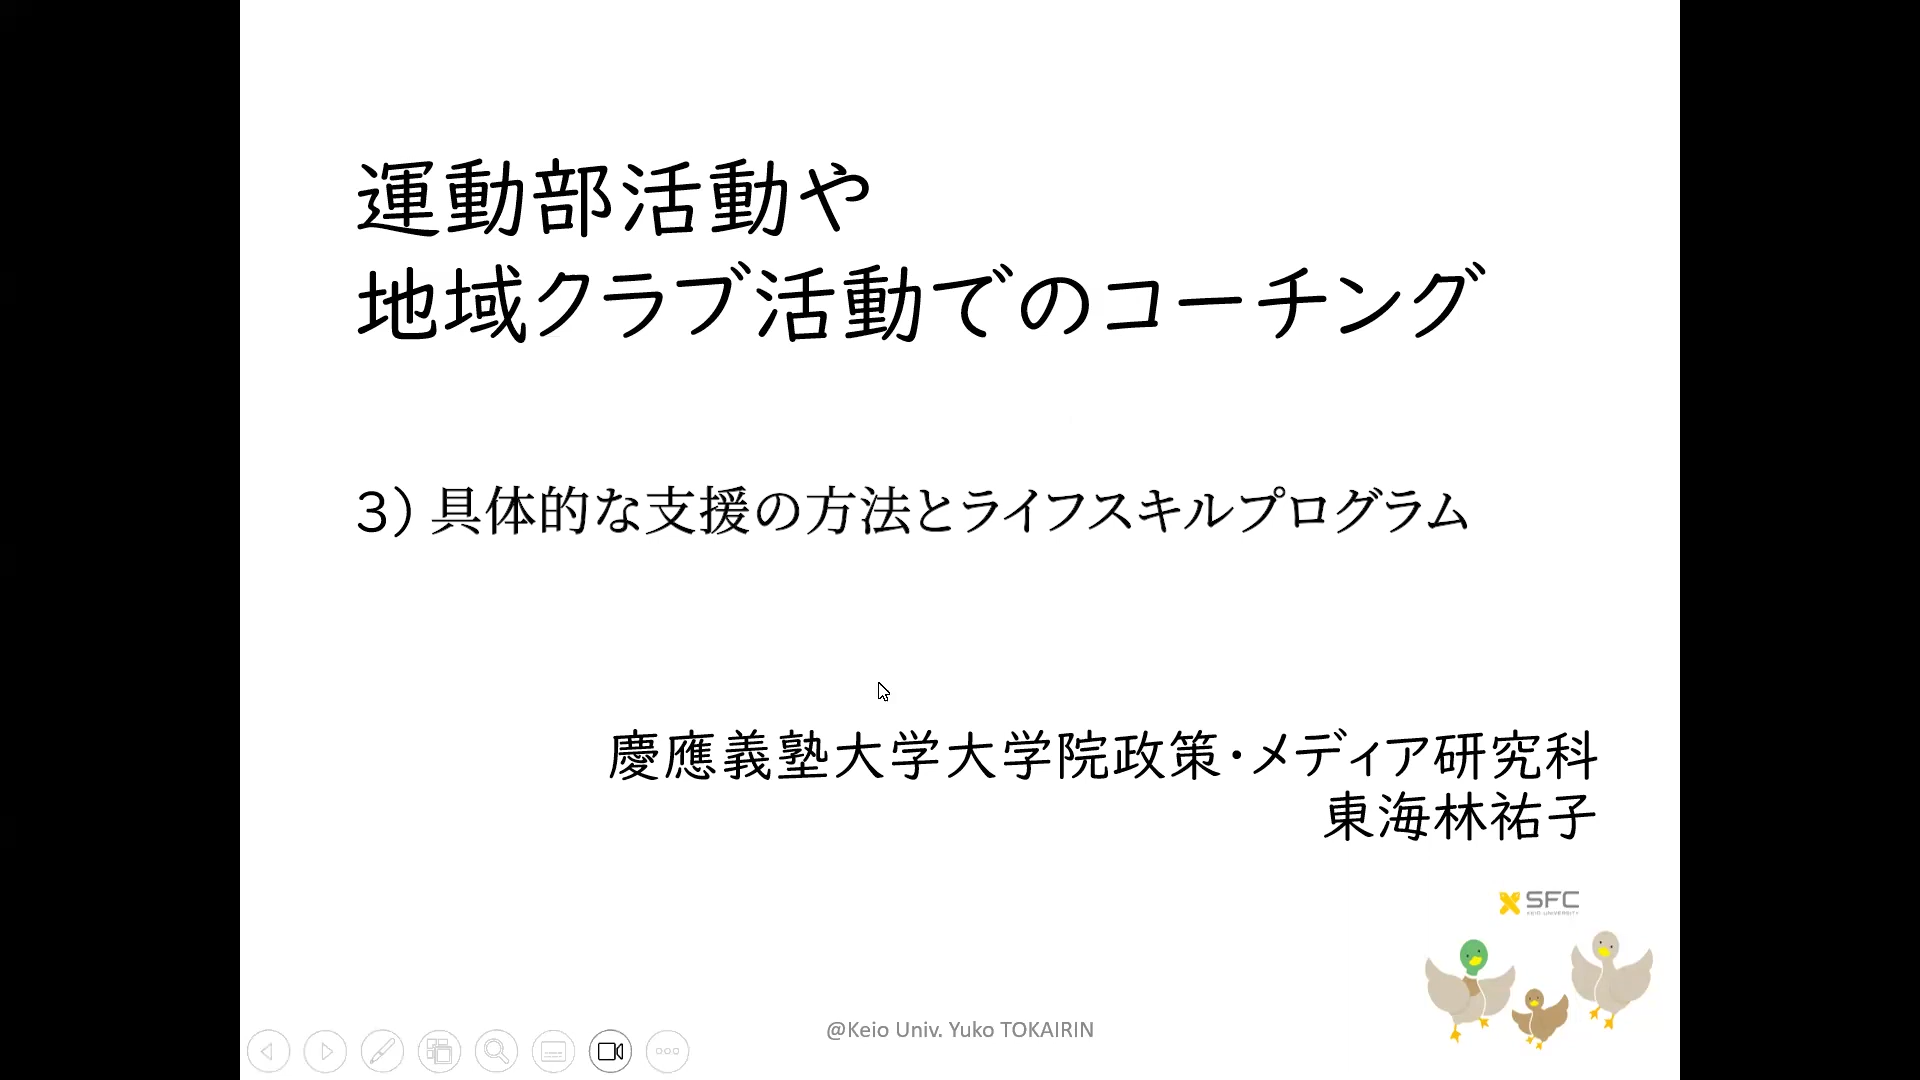 運動部活動や
地域クラブ活動でのコーチング
3）具体的な支援の方法とライフスキルプログラム
慶應義塾大学大学院政策・メディア研究科
東海林祐子
SFC
KEIO UNIVERSITY
@Keio Univ. Yuko TOKAIRIN